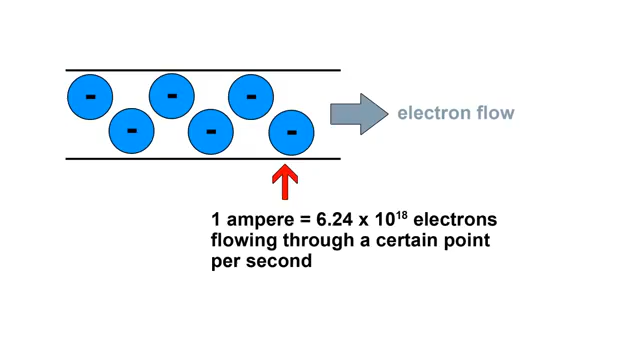 electron flow
1 ampere = 6.24 x 10¹⁸ electrons
flowing through a certain point
per second